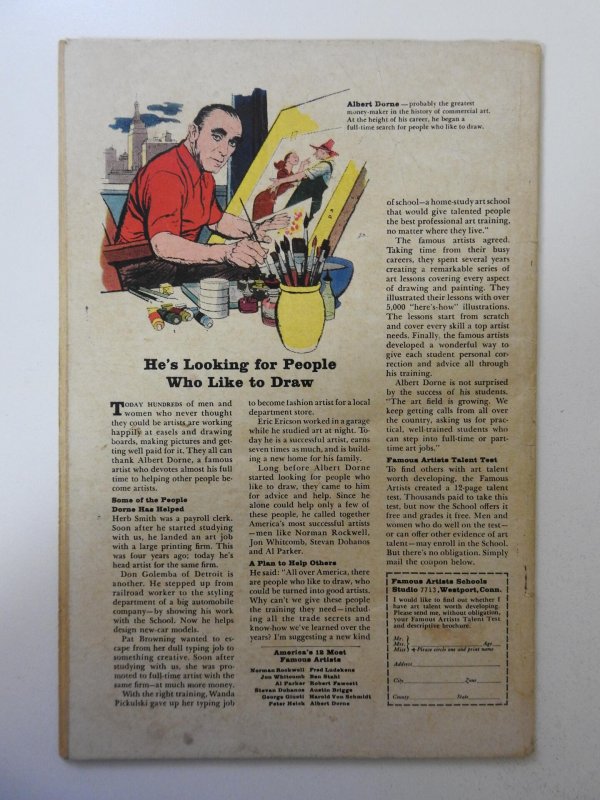 Albert Dorne—probably the greatest
money-maker in the history of commercial art.
At the height of his career, he began a
full-time search for people who like to draw.
He's Looking for People
Who Like to Draw
TODAY HUNDREDS of men and
women who never thought
they could be artists are working
happily at easels and drawing
boards, making pictures and get-
ting well paid for it. They all can
thank Albert Dorne, a famous
artist who devotes almost his full
time to helping other people be-
come artists.
Some of the People
Dorne Has Helped
Herb Smith was a payroll clerk.
Soon after he started studying
with us, he landed an art job
with a large printing firm. This
was four years ago; today he's
head artist for the same firm.
Don Golemba of Detroit is
another. He stepped up from
railroad worker to the styling
department of a big automobile
company—by showing his work
with the School. Now he helps
design new-car models.
Pat Browning wanted to es-
cape from her dull typing job to
something creative. Soon after
studying with us, she was pro-
moted to full-time artist with the
same firm—at much more money.
With the right training, Wanda
Pickulski gave up her typing job
to become fashion artist for a local
department store.
Eric Ericson worked in a garage
while he studied art at night. To-
day he is a successful artist, earns
seven times as much, and is build-
ing a new home for his family.
Long before Albert Dorne
started looking for people who
like to draw, they came to him
for advice and help. Since he
alone could help only a few of
these people, he called together
America's most successful artists
—men like Norman Rockwell,
Jon Whitcomb, Stevan Dohanos
and Al Parker.
A Plan to Help Others
He said: "All over America, there
are people who like to draw, who
could be turned into good artists.
Why can't we give these people
the training they need—includ-
ing all the trade secrets and
know-how we've learned over the
years? I'm suggesting a new kind
America's 12 Most
Famous Artists
Norman Rockwell Fred Ludekens
Jon Whitcomb Ben Stahl
Al Parker Robert Fawcett
Stevan Dohanos Austin Briggs
George Giusti Harold Von Schmidt
Peter Helck Albert Dorne
of school—a home-study art school
that would give talented people
the best professional art training,
no matter where they live."
The famous artists agreed.
Taking time from their busy
careers, they spent several years
creating a remarkable series of
art lessons covering every aspect
of drawing and painting. They
illustrated their lessons with over
5,000 "here's-how" illustrations.
The lessons start from scratch
and cover every skill a top artist
needs. Finally, the famous artists
developed a wonderful way to
give each student personal cor-
rection and advice all through
his training.
Albert Dorne is not surprised
by the success of his students.
"The art field is growing. We
keep getting calls from all over
the country, asking us for prac-
tical, well-trained students who
can step into full-time or part-
time art jobs."
Famous Artists Talent Test
To find others with art talent
worth developing, the Famous
Artists created a 12-page talent
test. Thousands paid to take this
test, but now the School offers it
free and grades it free. Men and
women who do well on the test—
or can offer other evidence of art
talent—may enroll in the School.
But there's no obligation. Simply
mail the coupon below.
Famous Artists Schools
Studio 7713, Westport, Conn.
I would like to find out whether I
have art talent worth developing.
Please send me, without obligation,
your Famous Artists Talent Test
and descriptive brochure.
Mr.
Mrs. Age
Miss Please circle one and print name
Address
City Zone
County State